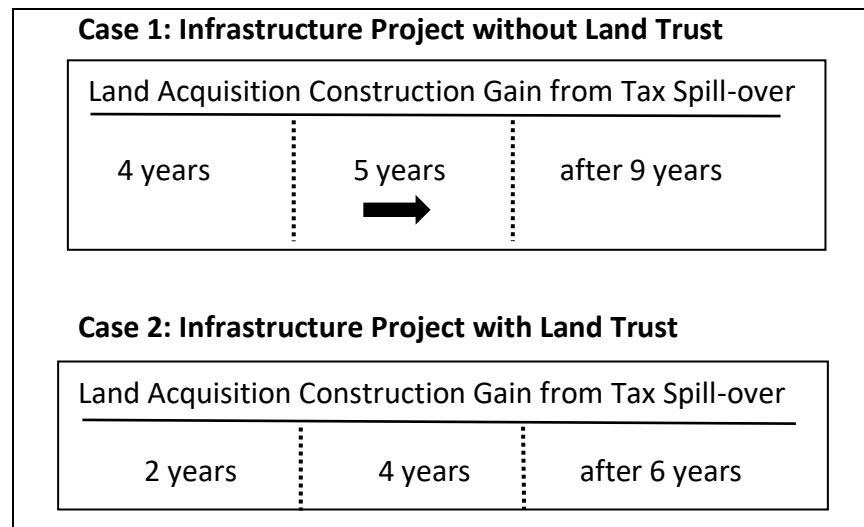 Case 1: Infrastructure Project without Land Trust
Land Acquisition Construction Gain from Tax Spill-over
4 years 5 years after 9 years
Case 2: Infrastructure Project with Land Trust
Land Acquisition Construction Gain from Tax Spill-over
2 years 4 years after 6 years